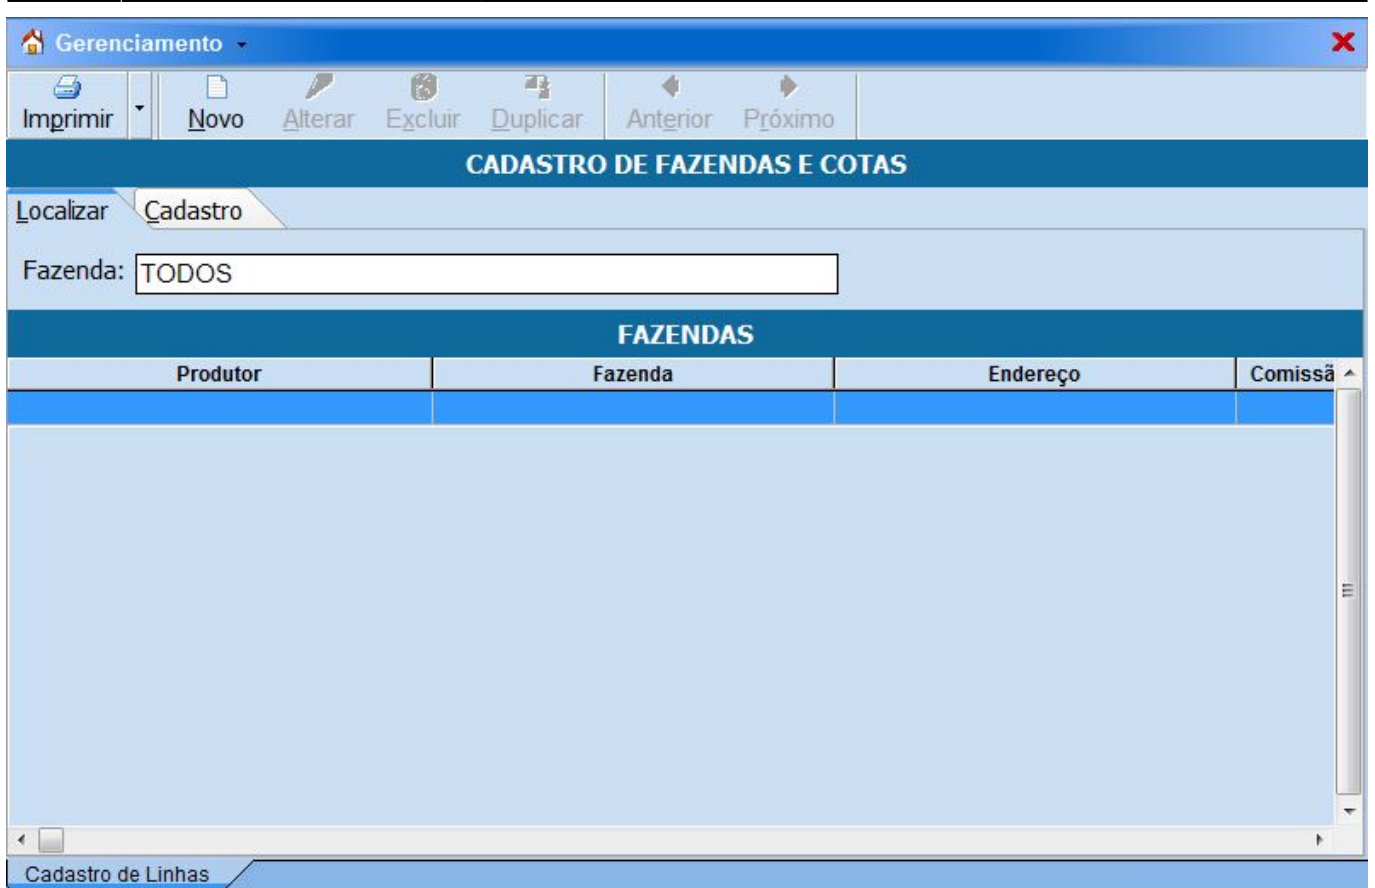 Gerenciamento
Imprimir Novo Alterar Excluir Duplicar Anterior Próximo
CADASTRO DE FAZENDAS E COTAS
Localizar Cadastro
Fazenda: TODOS
FAZENDAS
Produtor Fazenda Endereço Comissã
Cadastro de Linhas